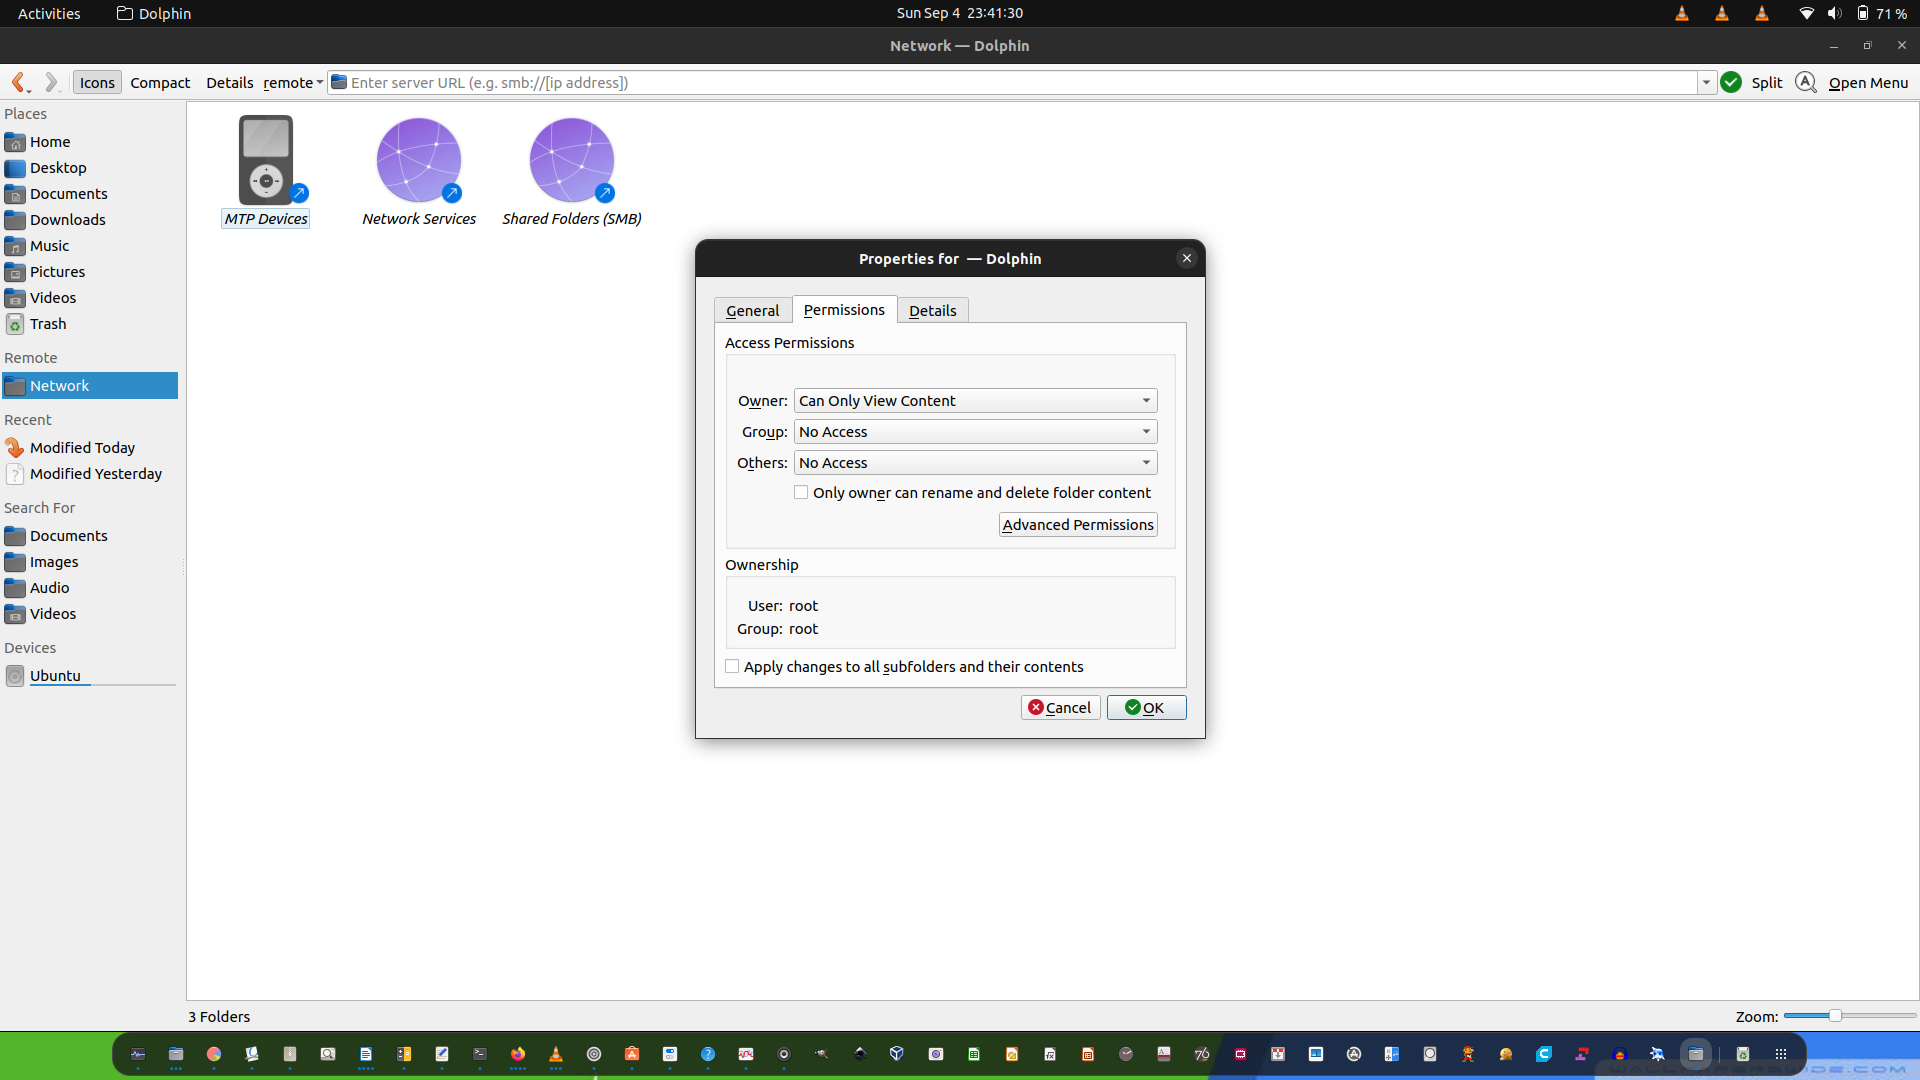 Activities Dolphin Sun Sep 4 23:41:30 71 %
Network — Dolphin
Icons Compact Details remote Enter server URL (e.g. smb://[ip address]) Split Open Menu
Places
Home
Desktop
Documents
Downloads
Music
Pictures
Videos
Trash
Remote
Network
Recent
Modified Today
Modified Yesterday
Search For
Documents
Images
Audio
Videos
Devices
Ubuntu
MTP Devices Network Services Shared Folders (SMB)
Properties for — Dolphin
General Permissions Details
Access Permissions
Owner: Can Only View Content
Group: No Access
Others: No Access
Only owner can rename and delete folder content
Advanced Permissions
Ownership
User: root
Group: root
Apply changes to all subfolders and their contents
Cancel OK
3 Folders Zoom: